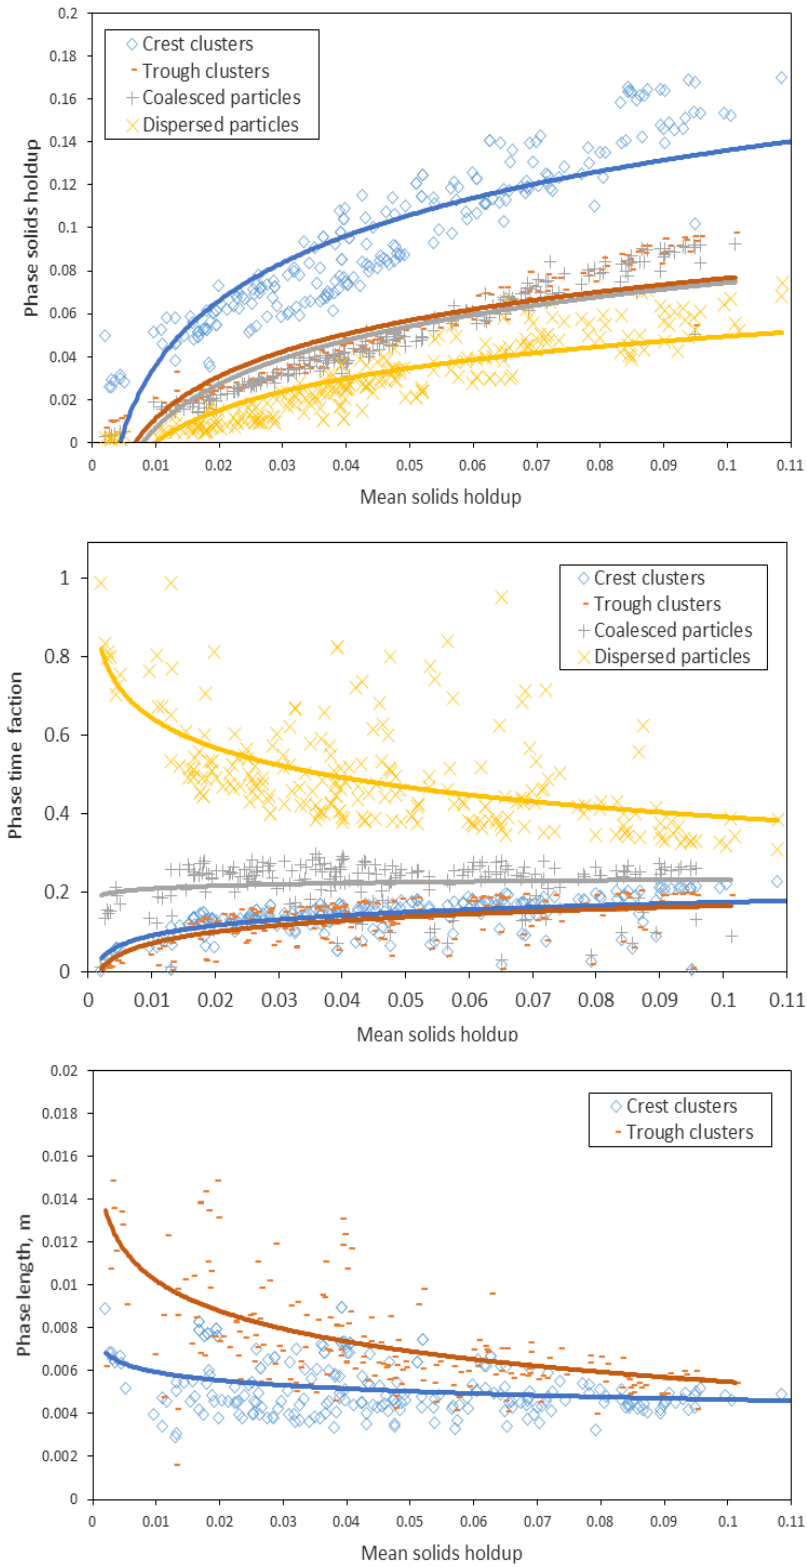 0.2
0.18
0.16
0.14
0.12
0.1
0.08
0.06
0.04
0.02
0
Phase solids holdup
Crest clusters
Trough clusters
Coalesced particles
Dispersed particles
0 0.01 0.02 0.03 0.04 0.05 0.06 0.07 0.08 0.09 0.1 0.11
Mean solids holdup
1
0.8
0.6
0.4
0.2
0
Phase time faction
Crest clusters
Trough clusters
Coalesced particles
Dispersed particles
0 0.01 0.02 0.03 0.04 0.05 0.06 0.07 0.08 0.09 0.1 0.11
Mean solids holdup
0.02
0.018
0.016
0.014
0.012
0.01
0.008
0.006
0.004
0.002
0
Phase length, m
Crest clusters
Trough clusters
0 0.01 0.02 0.03 0.04 0.05 0.06 0.07 0.08 0.09 0.1 0.11
Mean solids holdup